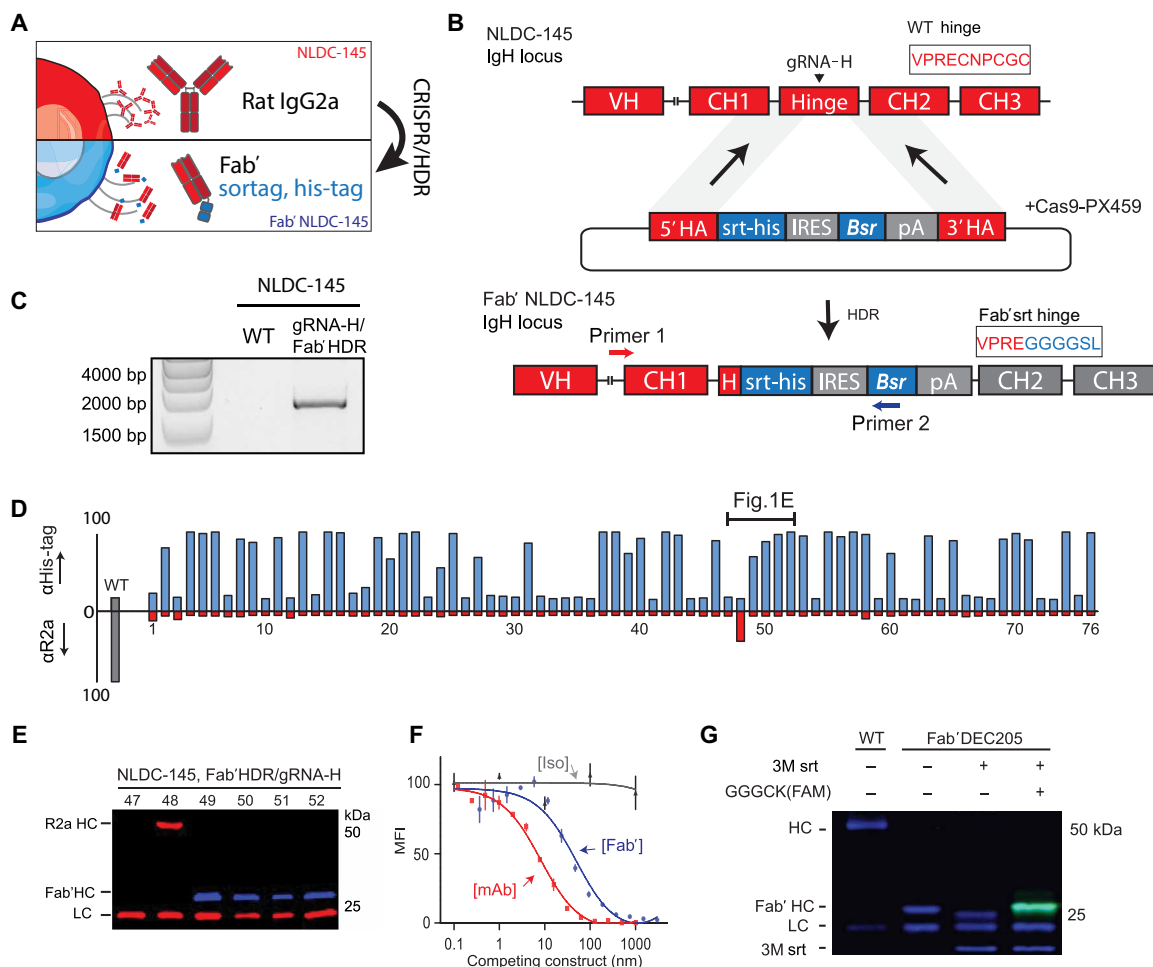 A
NLDC-145
Rat IgG2a
Fab'
sortag, his-tag
Fab' NLDC-145
CRISPR/HDR
B
NLDC-145
IgH locus
WT hinge
VPRECNPCGC
gRNA-H
VH CH1 Hinge CH2 CH3
+Cas9-PX459
5' HA srt-his IRES Bsr pA 3' HA
HDR
Fab' NLDC-145
IgH locus
Primer 1
Fab'srt hinge
VPREGGGGSL
VH CH1 H srt-his IRES Bsr pA CH2 CH3
Primer 2
C
NLDC-145
WT gRNA-H/
Fab' HDR
4000 bp
2000 bp
1500 bp
D
100
αHis-tag
WT
0
αR2a
100
Fig.1E
1 10 20 30 40 50 60 70 76
E
NLDC-145, Fab'HDR/gRNA-H
47 48 49 50 51 52 kDa
R2a HC 50
Fab'HC
LC 25
F
[Iso]
100
MFI
50
[Fab']
[mAb]
0
0.1 1 10 100 1000
Competing construct (nm)
G
WT Fab'DEC205
3M srt – – + +
GGGCK(FAM) – – – +
HC 50 kDa
Fab' HC 25
LC
3M srt